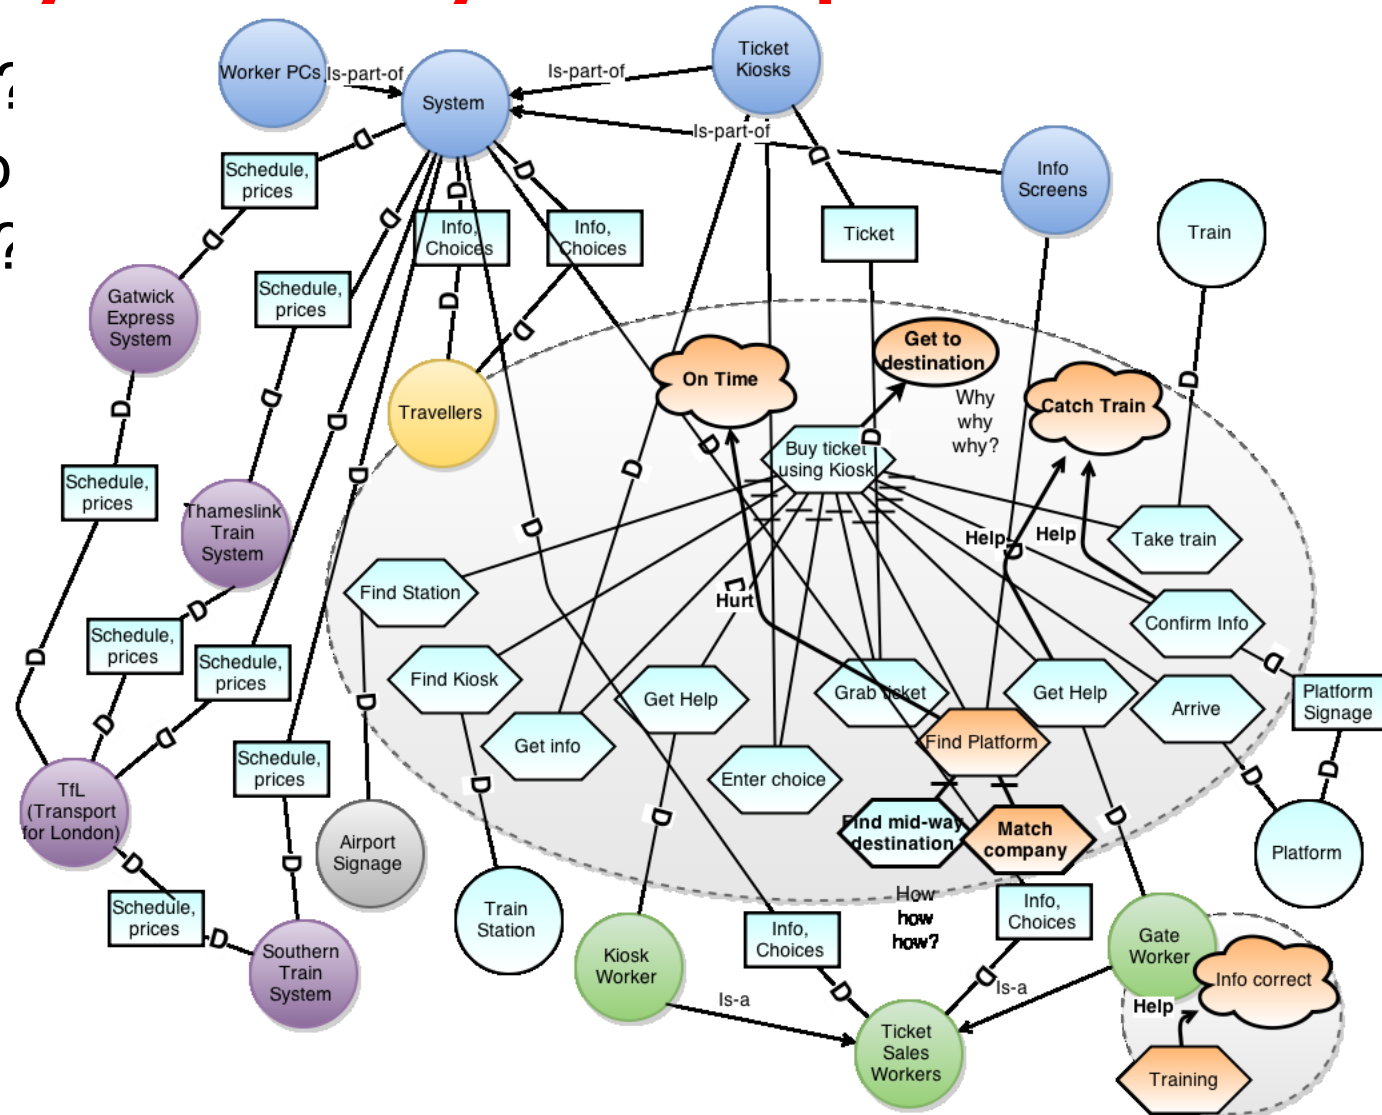 ?
?
Ticket
Kiosks
Worker PCs
Is-part-of
Is-part-of
System
Is-part-of
Info
Screens
Schedule,
prices
D
D
D
D
D
D
Info,
Choices
Info,
Choices
Ticket
Train
D
Schedule,
prices
D
D
Gatwick
Express
System
On Time
Get to
destination
D
Catch Train
Travellers
Why
why
why?
D
D
D
D
D
Buy ticket
using Kiosk
D
D
D
Schedule,
prices
Thameslink
Train
System
D
Help
D
Help
Take train
Find Station
D
Hurt
D
Confirm Info
Schedule,
prices
D
Schedule,
prices
D
Find Kiosk
Get Help
Grab ticket
Get Help
Arrive
Platform
Signage
D
D
D
Get info
Find Platform
Schedule,
prices
D
Enter choice
D
D
TfL
(Transport
for London)
D
D
Find mid-way
destination
Match
company
Airport
Signage
Platform
D
D
How
how
how?
Schedule,
prices
D
Train
Station
Info,
Choices
Info,
Choices
Gate
Worker
Southern
Train
System
Kiosk
Worker
D
D
Is-a
Info correct
Is-a
Help
Ticket
Sales
Workers
Training